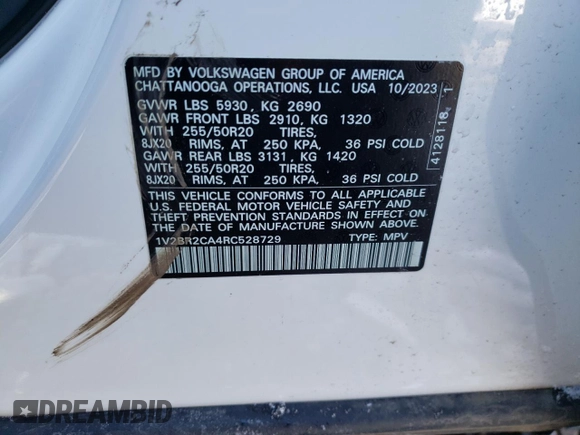 MFD BY VOLKSWAGEN GROUP OF AMERICA
CHATTANOOGA OPERATIONS, LLC. USA 10/2023
GVWR LBS 5930, KG 2690
GAWR FRONT LBS 2910, KG 1320
WITH 255/50R20 TIRES,
8JX20 RIMS, AT 250 KPA, 36 PSI COLD
GAWR REAR LBS 3131, KG 1420
WITH 255/50R20 TIRES,
8JX20 RIMS, AT 250 KPA, 36 PSI COLD
THIS VEHICLE CONFORMS TO ALL APPLICABLE
U.S. FEDERAL MOTOR VEHICLE SAFETY AND
THEFT PREVENTION STANDARDS IN EFFECT ON
THE DATE OF MANUFACTURE SHOWN ABOVE.
1V2BR2CA4RC528729 TYPE: MPV
4128118 1
DREAMBID